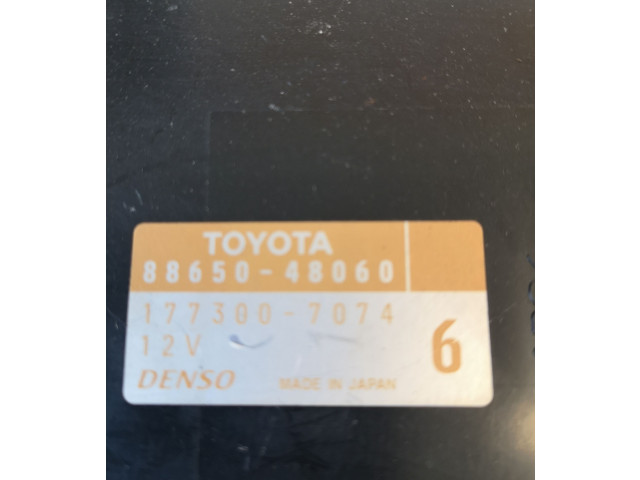 TOYOTA
88650-48060
177300-7074
12V
6
DENSO MADE IN JAPAN